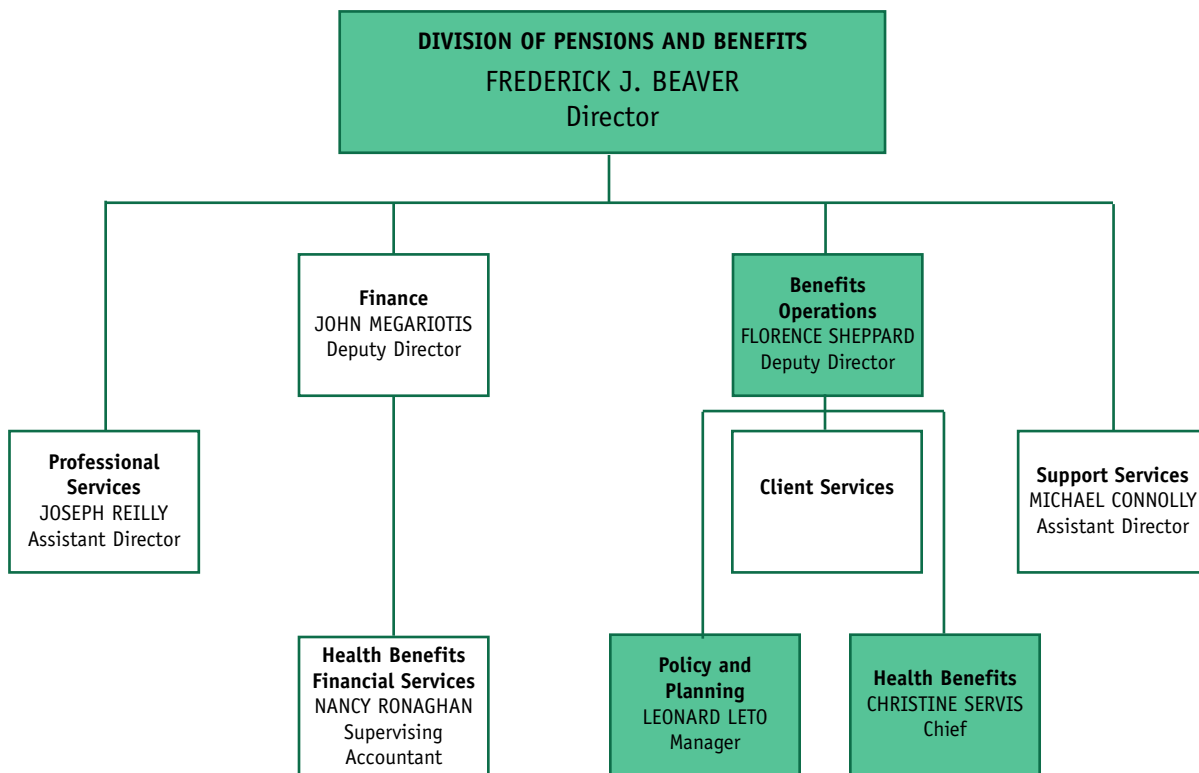 DIVISION OF PENSIONS AND BENEFITS
FREDERICK J. BEAVER
Director
Finance
JOHN MEGARIOTIS
Deputy Director
Benefits
Operations
FLORENCE SHEPPARD
Deputy Director
Professional
Services
JOSEPH REILLY
Assistant Director
Client Services
Support Services
MICHAEL CONNOLLY
Assistant Director
Health Benefits
Financial Services
NANCY RONAGHAN
Supervising
Accountant
Policy and
Planning
LEONARD LETO
Manager
Health Benefits
CHRISTINE SERVIS
Chief